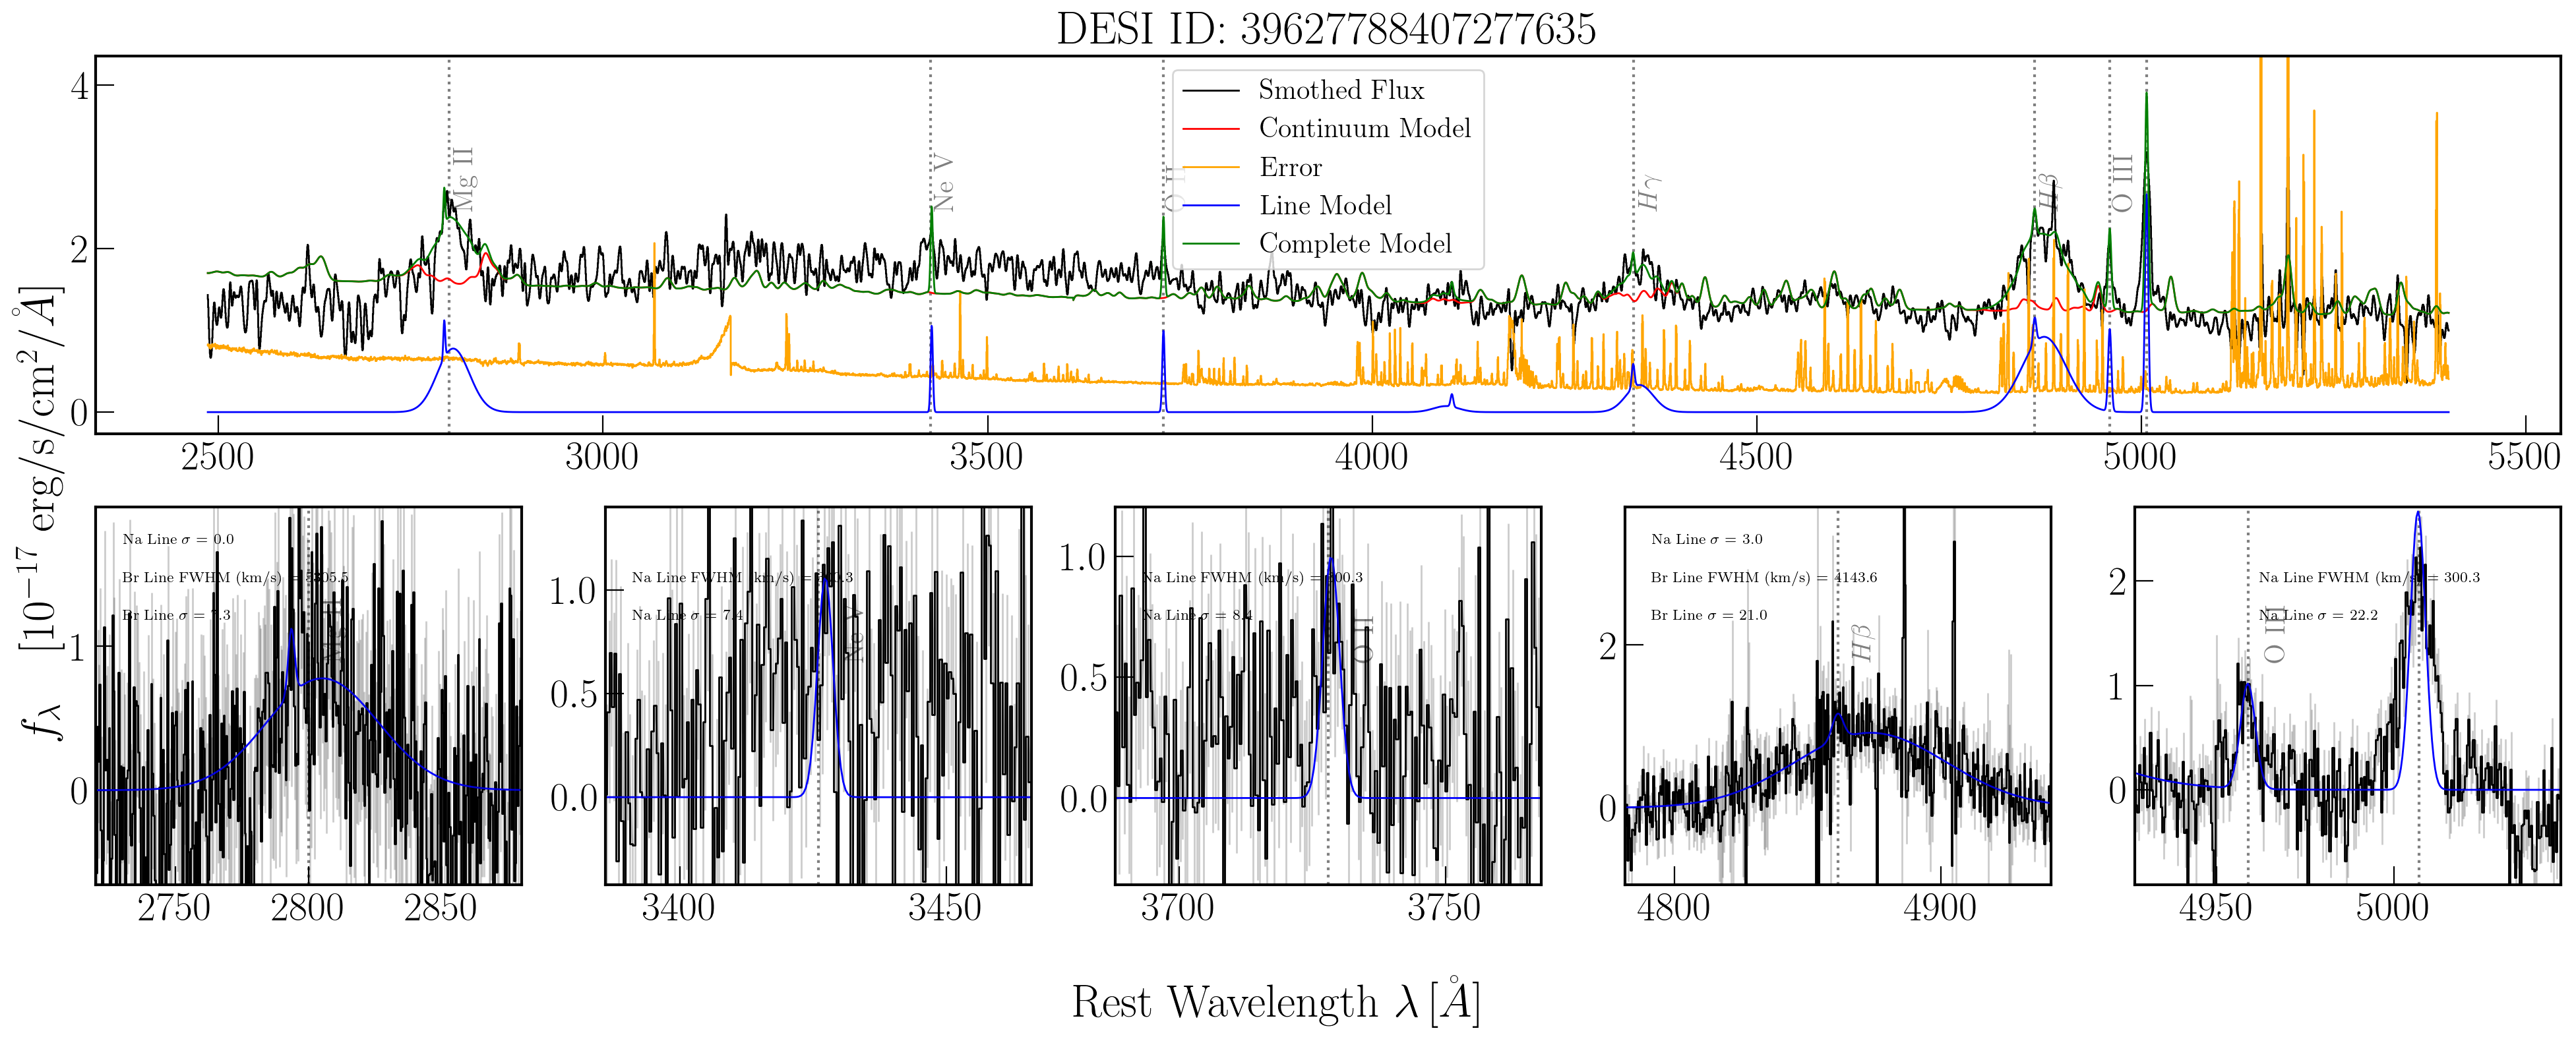 DESI ID: 39627788407277635
Smothed Flux
Continuum Model
Error
Line Model
Complete Model
Mg II
Ne V
O II
Hγ
Hβ
O III
4
2
0
2500 3000 3500 4000 4500 5000 5500
f_λ [10⁻¹⁷ erg/s/cm²/Å]
Na Line σ = 0.0
Br Line FWHM (km/s) =
Br Line σ = 7.3
1
0
2750 2800 2850
Na Line FWHM (km/s) =
Na Line σ = 7.4
Ne V
1.0
0.5
0.0
3400 3450
Na Line FWHM (km/s) =
Na Line σ = 8.4
O II
1.0
0.5
0.0
3700 3750
Na Line σ = 3.0
Br Line FWHM (km/s) = 4143.6
Br Line σ = 21.0
Hβ
2
0
4800 4900
Na Line FWHM (km/s) = 300.3
Na Line σ = 22.2
O III
2
1
0
4950 5000
Rest Wavelength λ [Å]